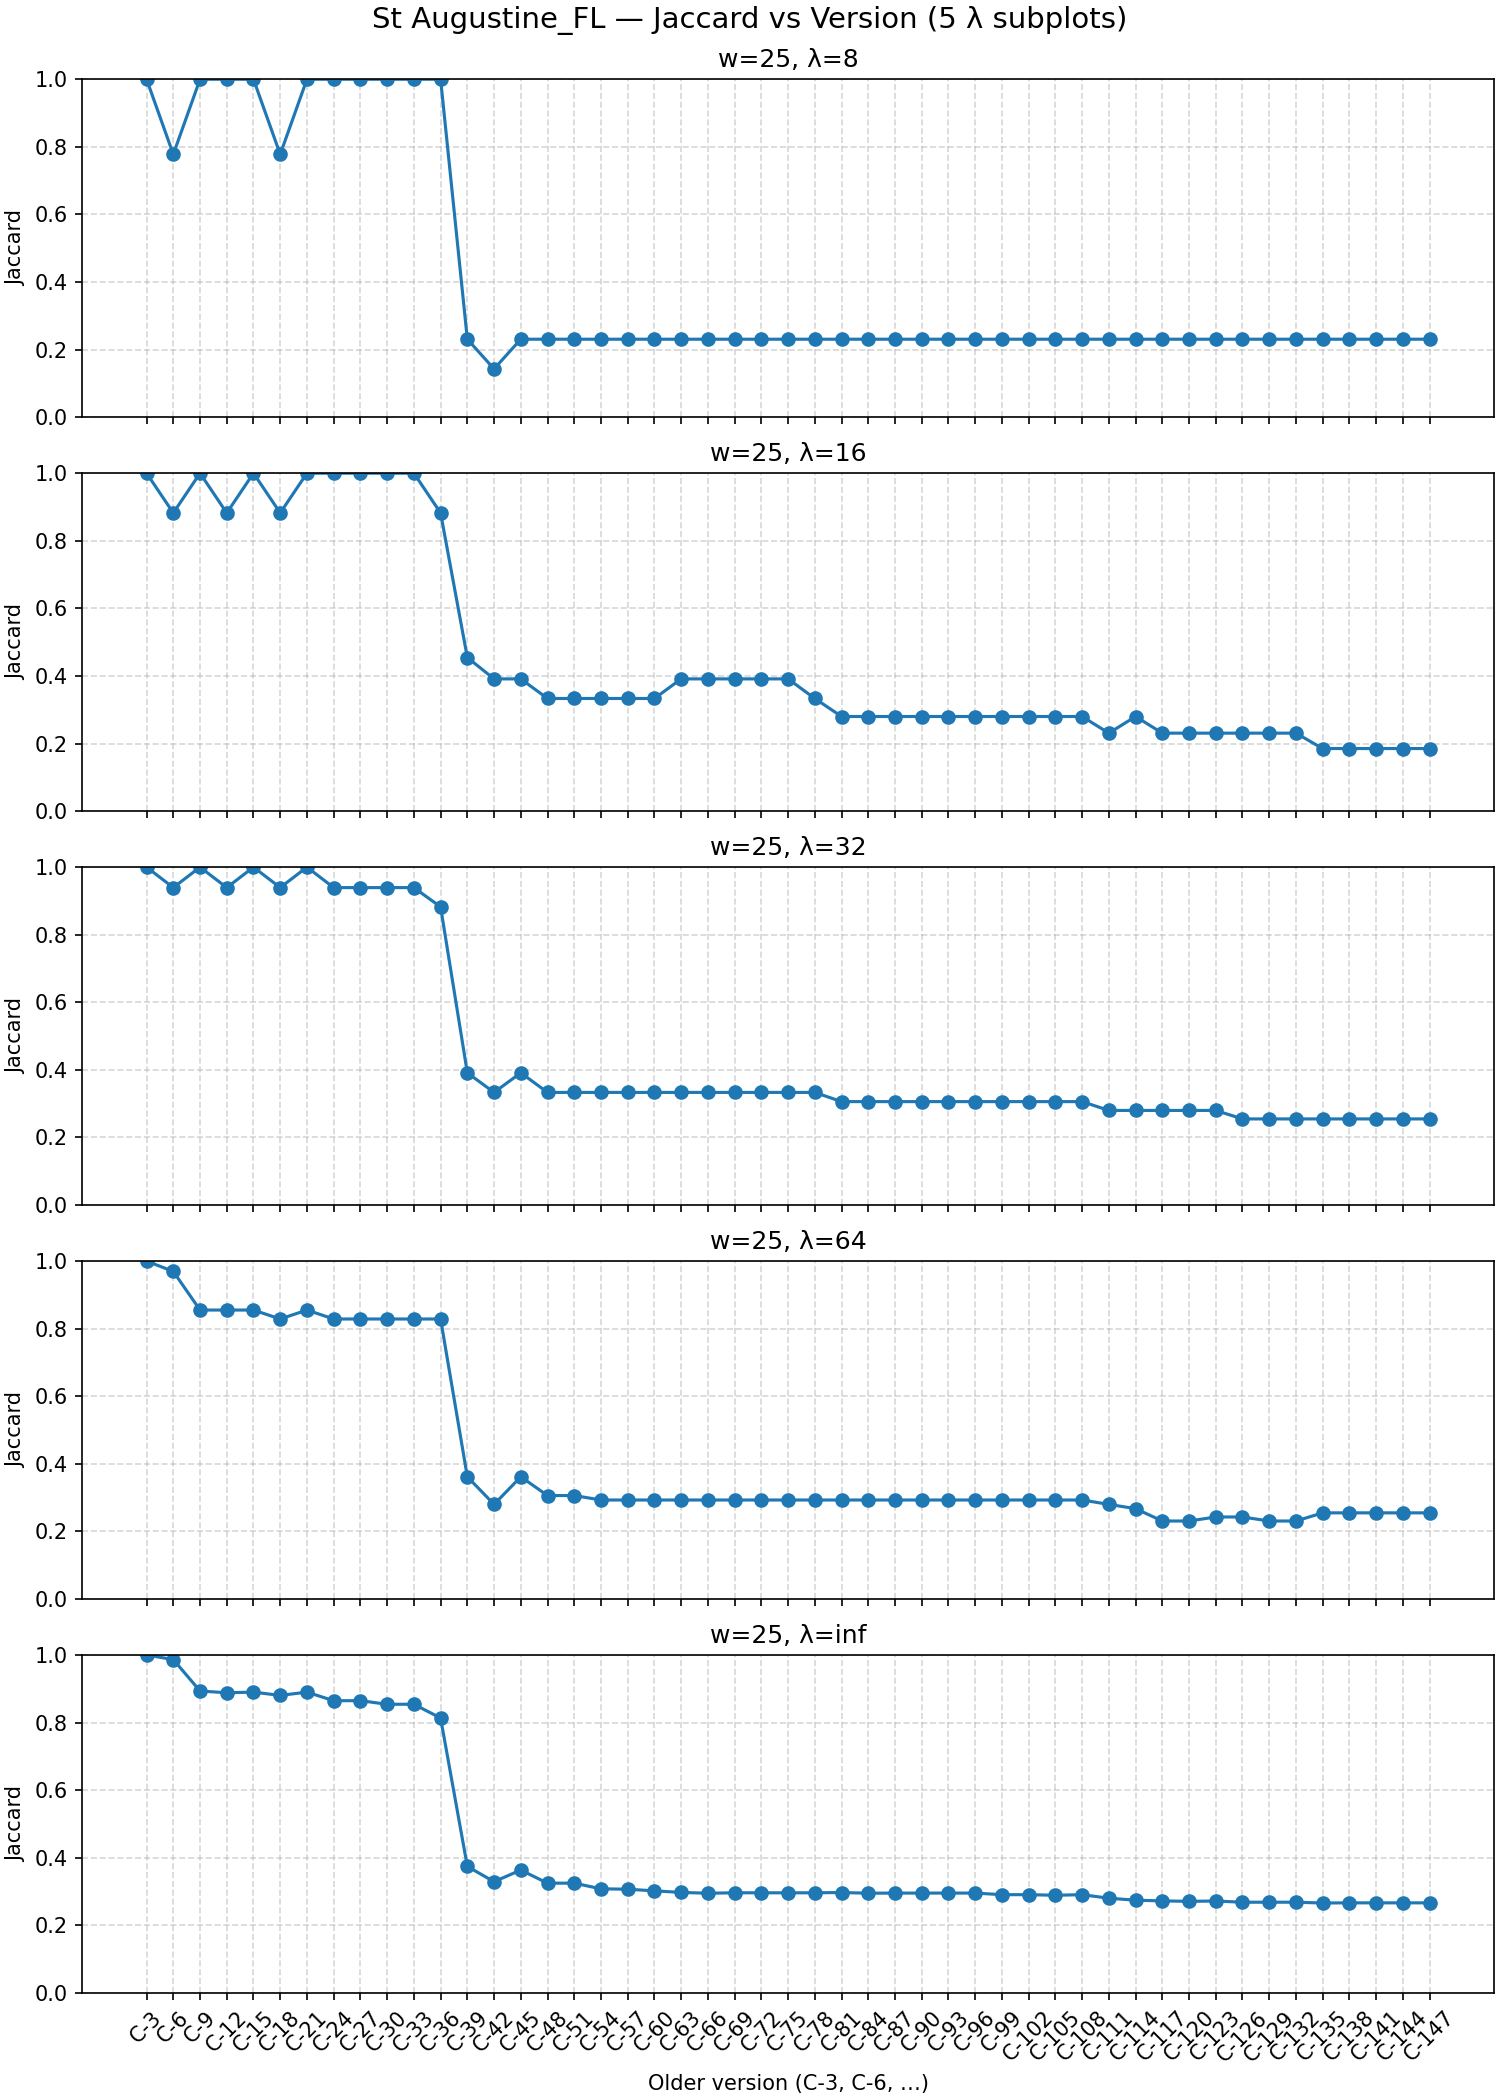 St Augustine_FL — Jaccard vs Version (5 λ subplots)
w=25, λ=8
1.0
0.8
0.6
0.4
0.2
0.0
Jaccard
w=25, λ=16
1.0
0.8
0.6
0.4
0.2
0.0
Jaccard
w=25, λ=32
1.0
0.8
0.6
0.4
0.2
0.0
Jaccard
w=25, λ=64
1.0
0.8
0.6
0.4
0.2
0.0
Jaccard
w=25, λ=inf
1.0
0.8
0.6
0.4
0.2
0.0
Jaccard
C-3 C-6 C-9 C-12 C-15 C-18 C-21 C-24 C-27 C-30 C-33 C-36 C-39 C-42 C-45 C-48 C-51 C-54 C-57 C-60 C-63 C-66 C-69 C-72 C-75 C-78 C-81 C-84 C-87 C-90 C-93 C-96 C-99 C-102 C-105 C-108 C-111 C-114 C-117 C-120 C-123 C-126 C-129 C-132 C-135 C-138 C-141 C-144 C-147
Older version (C-3, C-6, ...)